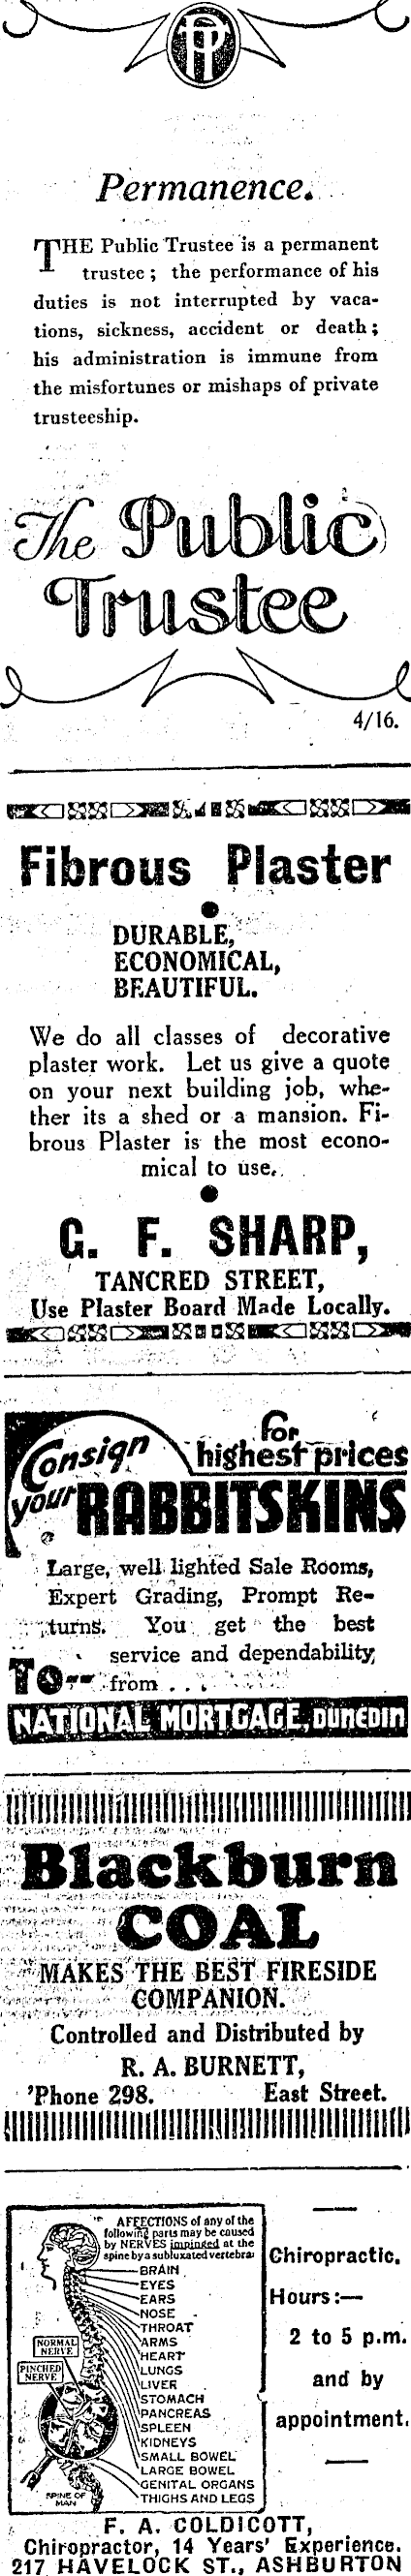 PT
Permanence.
THE Public Trustee is a permanent
trustee; the performance of his
duties is not interrupted by vaca-
tions, sickness, accident or death;
his administration is immune from
the misfortunes or mishaps of private
trusteeship.
The Public
Trustee
4/16.
Fibrous Plaster
DURABLE,
ECONOMICAL,
BEAUTIFUL.
We do all classes of decorative
plaster work. Let us give a quote
on your next building job, whe-
ther its a shed or a mansion. Fi-
brous Plaster is the most econo-
mical to use.
G. F. SHARP,
TANCRED STREET,
Use Plaster Board Made Locally.
Consign
your
For
highest prices
RABBITSKINS
Large, well lighted Sale Rooms,
Expert Grading, Prompt Re-
turns. You get the best
service and dependability
To-- from . . .
NATIONAL MORTGAGE, DUNEDIN
Blackburn
COAL
MAKES THE BEST FIRESIDE
COMPANION.
Controlled and Distributed by
R. A. BURNETT,
'Phone 298. East Street.
AFFECTIONS of any of the
following parts may be caused
by NERVES impinged at the
spine by a subluxated vertebra:
BRAIN
EYES
EARS
NOSE
THROAT
ARMS
HEART
LUNGS
LIVER
STOMACH
PANCREAS
SPLEEN
KIDNEYS
SMALL BOWEL
LARGE BOWEL
GENITAL ORGANS
THIGHS AND LEGS
NORMAL
NERVE
PINCHED
NERVE
SPINE OF
MAN
Chiropractic.
Hours:—
2 to 5 p.m.
and by
appointment.
F. A. COLDICOTT,
Chiropractor, 14 Years' Experience.
217 HAVELOCK ST., ASHBURTON